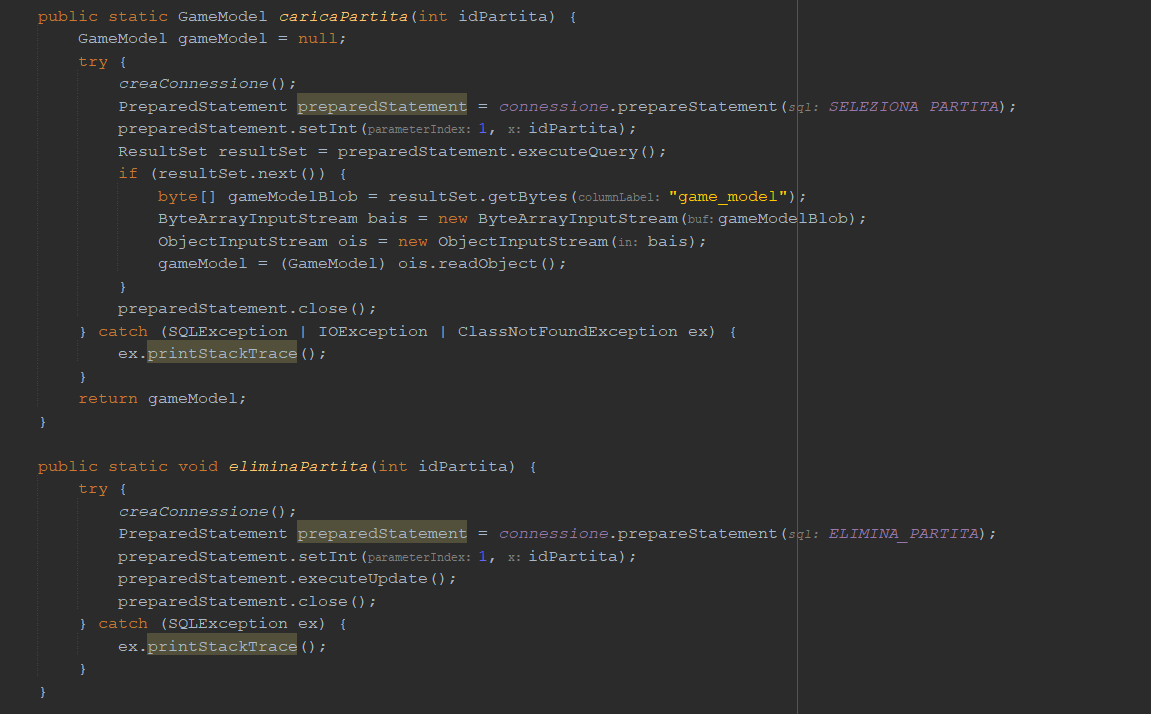 public static GameModel caricaPartita(int idPartita) {
GameModel gameModel = null;
try {
creaConnessione();
PreparedStatement preparedStatement = connessione.prepareStatement(sql: SELEZIONA_PARTITA);
preparedStatement.setInt(parameterIndex: 1, x: idPartita);
ResultSet resultSet = preparedStatement.executeQuery();
if (resultSet.next()) {
byte[] gameModelBlob = resultSet.getBytes(columnLabel: "game_model");
ByteArrayInputStream bais = new ByteArrayInputStream(buf: gameModelBlob);
ObjectInputStream ois = new ObjectInputStream(in: bais);
gameModel = (GameModel) ois.readObject();
}
preparedStatement.close();
} catch (SQLException | IOException | ClassNotFoundException ex) {
ex.printStackTrace();
}
return gameModel;
}
public static void eliminaPartita(int idPartita) {
try {
creaConnessione();
PreparedStatement preparedStatement = connessione.prepareStatement(sql: ELIMINA_PARTITA);
preparedStatement.setInt(parameterIndex: 1, x: idPartita);
preparedStatement.executeUpdate();
preparedStatement.close();
} catch (SQLException ex) {
ex.printStackTrace();
}
}